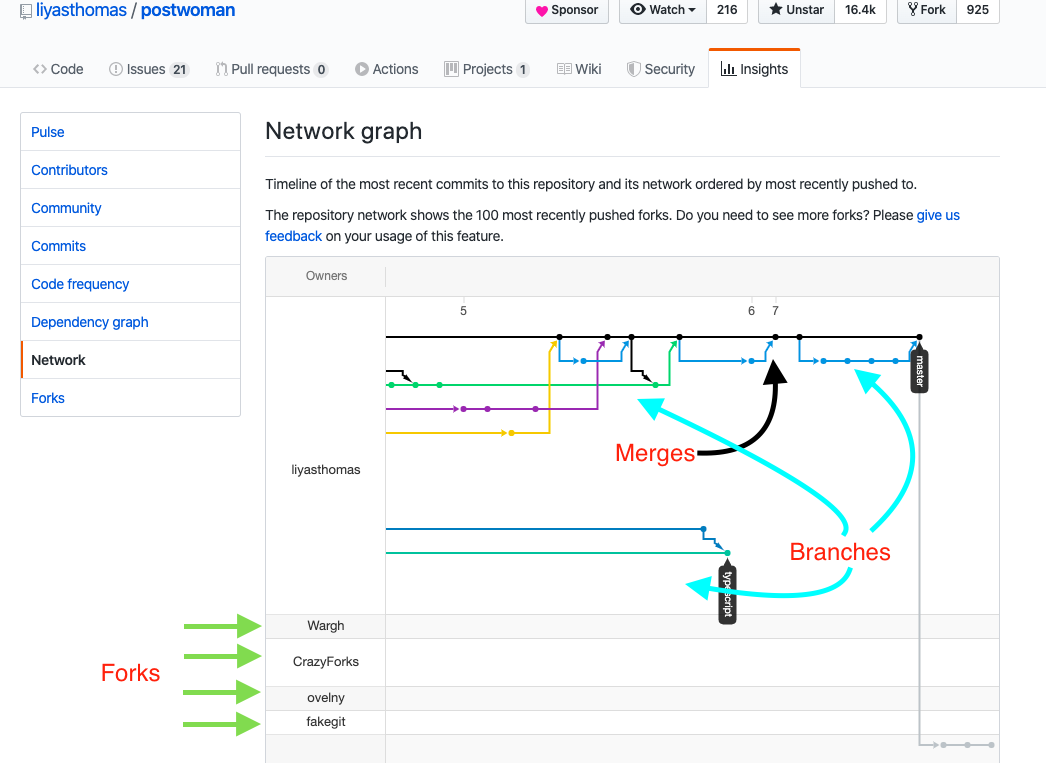 liyasthomas / postwoman
Sponsor
Watch
216
Unstar
16.4k
Fork
925
Code
Issues 21
Pull requests 0
Actions
Projects 1
Wiki
Security
Insights
Pulse
Contributors
Community
Commits
Code frequency
Dependency graph
Network
Forks
Network graph
Timeline of the most recent commits to this repository and its network ordered by most recently pushed to.
The repository network shows the 100 most recently pushed forks. Do you need to see more forks? Please give us
feedback on your usage of this feature.
Owners
5
6
7
master
Merges
liyasthomas
Branches
typescript
Wargh
CrazyForks
Forks
ovelny
fakegit